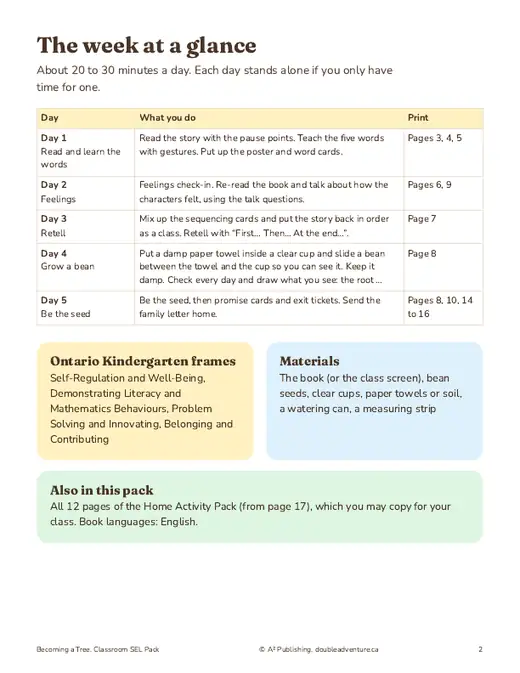 The week at a glance
About 20 to 30 minutes a day. Each day stands alone if you only have
time for one.
Day What you do Print
Day 1 Read the story with the pause points. Teach the five words Pages 3, 4, 5
Read and learn the with gestures. Put up the poster and word cards.
words
Day 2 Feelings check-in. Re-read the book and talk about how the Pages 6, 9
Feelings characters felt, using the talk questions.
Day 3 Mix up the sequencing cards and put the story back in order Page 7
Retell as a class. Retell with “First... Then... At the end...”.
Day 4 Put a damp paper towel inside a clear cup and slide a bean Page 8
Grow a bean between the towel and the cup so you can see it. Keep it
damp. Check every day and draw what you see: the root ...
Day 5 Be the seed, then promise cards and exit tickets. Send the Pages 8, 10, 14
Be the seed family letter home. to 16
Ontario Kindergarten frames
Self-Regulation and Well-Being,
Demonstrating Literacy and
Mathematics Behaviours, Problem
Solving and Innovating, Belonging and
Contributing
Materials
The book (or the class screen), bean
seeds, clear cups, paper towels or soil,
a watering can, a measuring strip
Also in this pack
All 12 pages of the Home Activity Pack (from page 17), which you may copy for your
class. Book languages: English.
Becoming a Tree. Classroom SEL Pack © A² Publishing. doubleadventure.ca 2